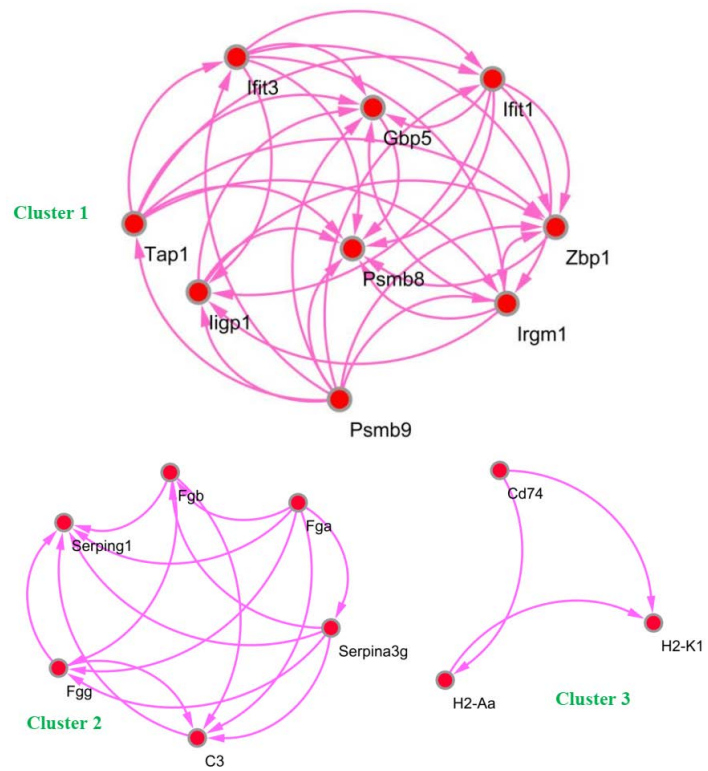 Ifit3
Ifit1
Gbp5
Cluster 1
Tap1
Zbp1
Psmb8
Iigp1
Irgm1
Psmb9
Fgb
Cd74
Fga
Serping1
Serpina3g
H2-K1
Fgg
H2-Aa
Cluster 2
Cluster 3
C3